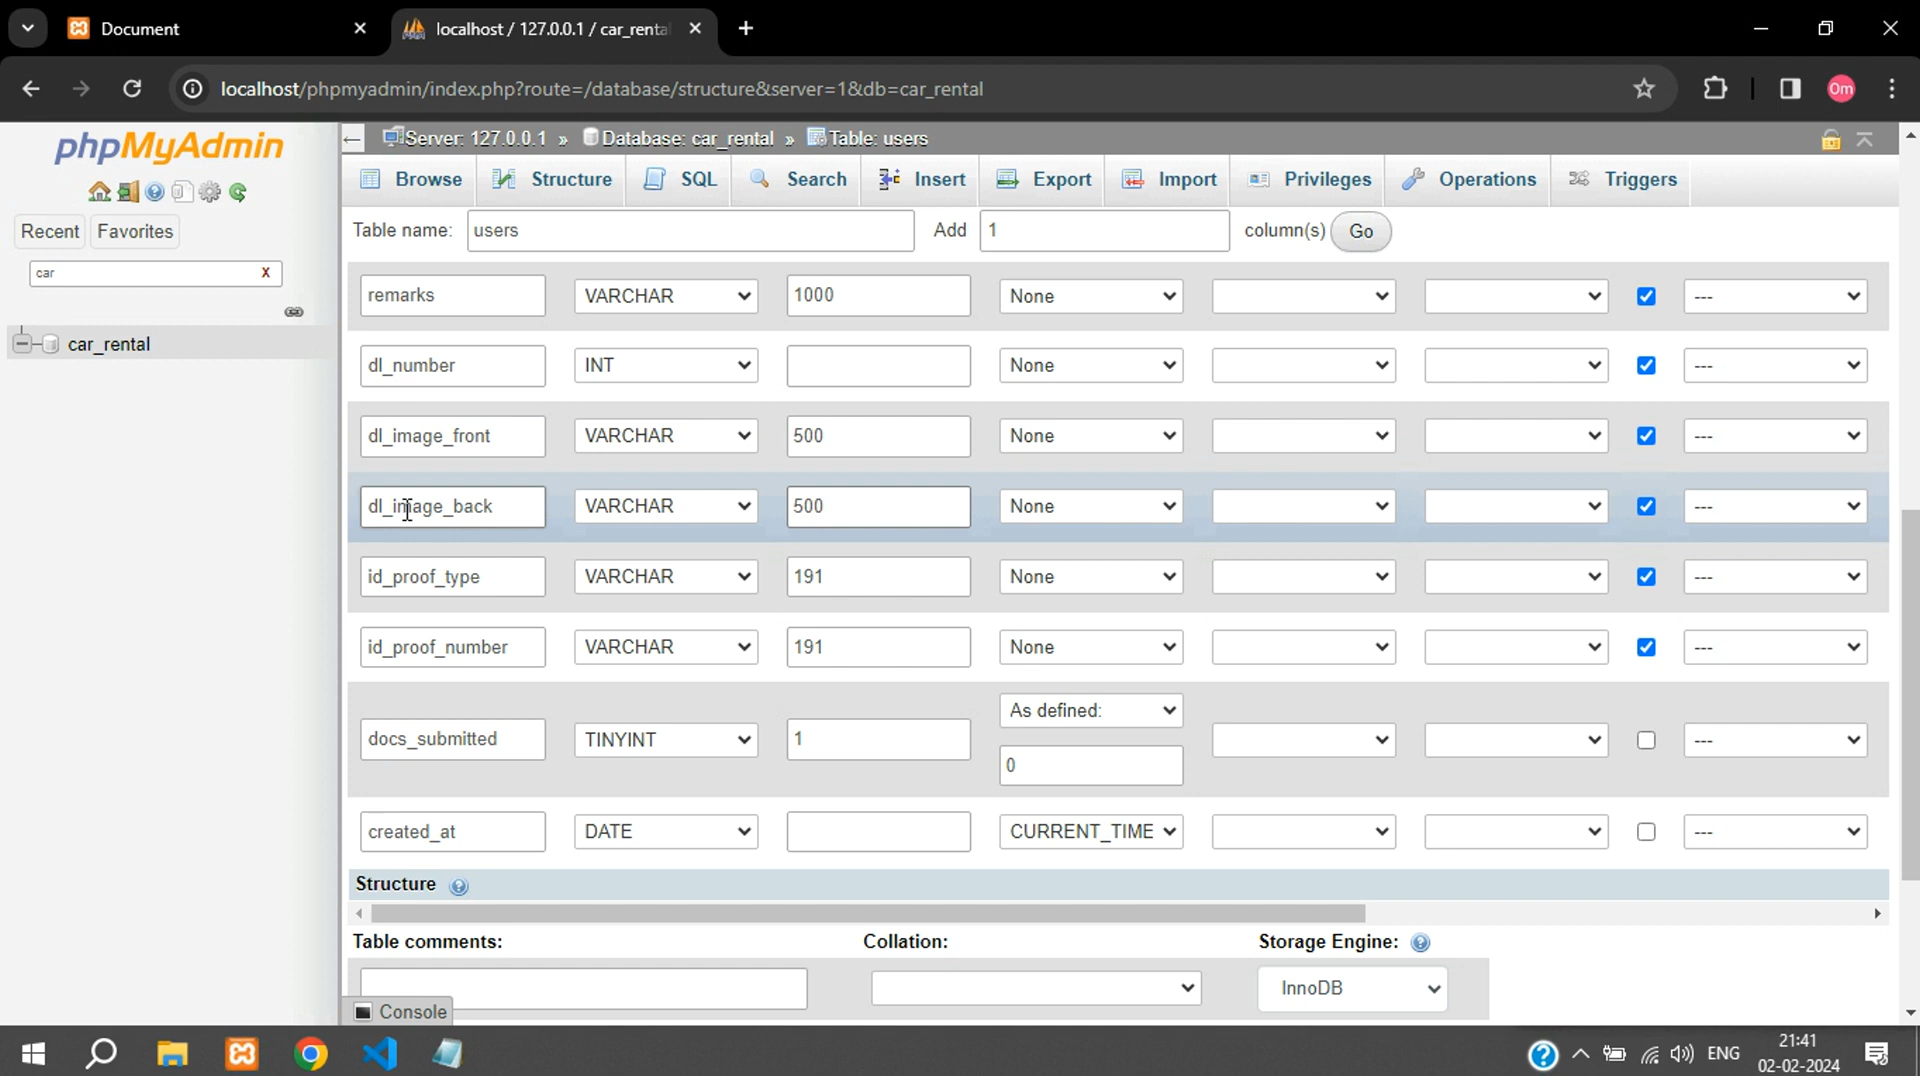 Document
localhost / 127.0.0.1 / car_renta
localhost/phpmyadmin/index.php?route=/database/structure&server=1&db=car_rental
Om
phpMyAdmin
Server: 127.0.0.1 » Database: car_rental » Table: users
Browse Structure SQL Search Insert Export Import Privileges Operations Triggers
Recent Favorites
Table name: users Add 1 column(s) Go
car X
remarks VARCHAR 1000 None ---
car_rental
dl_number INT None ---
dl_image_front VARCHAR 500 None ---
dl_image_back VARCHAR 500 None ---
id_proof_type VARCHAR 191 None ---
id_proof_number VARCHAR 191 None ---
As defined:
docs_submitted TINYINT 1 ---
0
created_at DATE CURRENT_TIME ---
Structure
Table comments: Collation: Storage Engine:
InnoDB
Console
ENG
21:41
02-02-2024